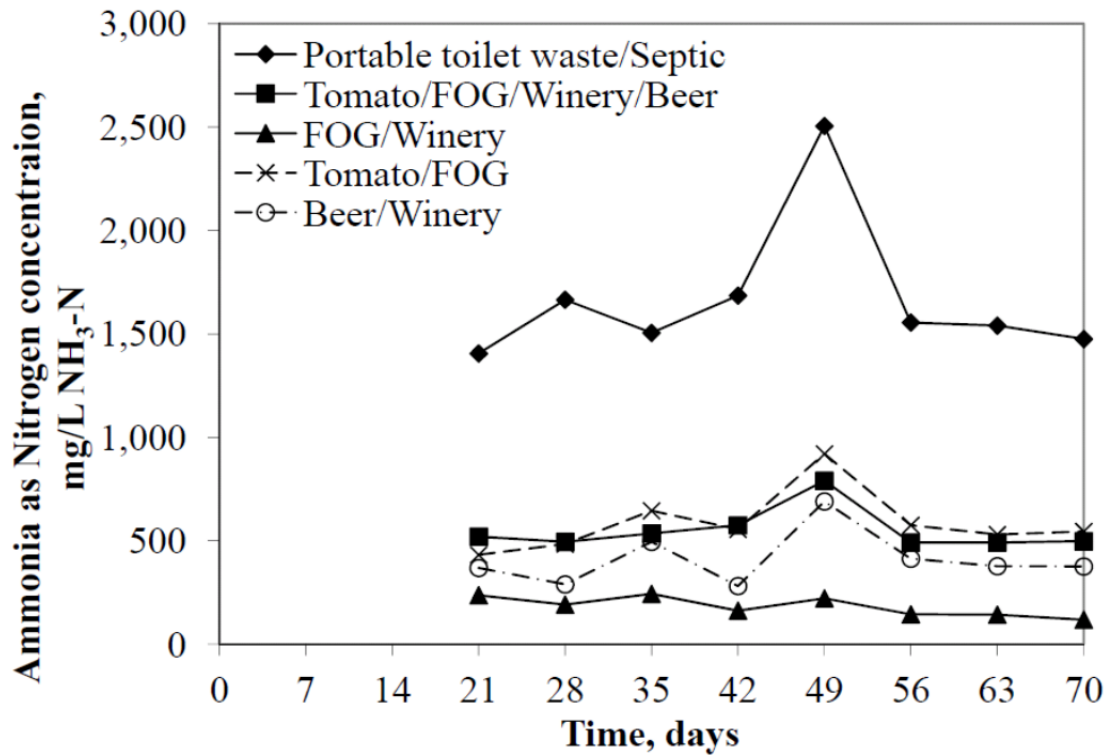 3,000
2,500
2,000
1,500
1,000
500
0
Ammonia as Nitrogen concentraion,
mg/L NH₃-N
Portable toilet waste/Septic
Tomato/FOG/Winery/Beer
FOG/Winery
Tomato/FOG
Beer/Winery
0 7 14 21 28 35 42 49 56 63 70
Time, days